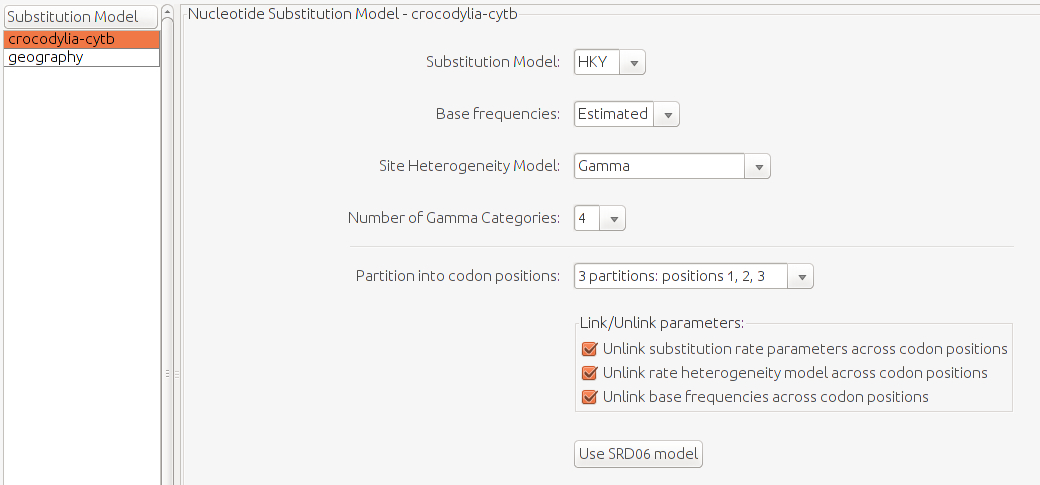 Substitution Model
crocodylia-cytb
geography
Nucleotide Substitution Model - crocodylia-cytb
Substitution Model: HKY
Base frequencies: Estimated
Site Heterogeneity Model: Gamma
Number of Gamma Categories: 4
Partition into codon positions: 3 partitions: positions 1, 2, 3
Link/Unlink parameters:
Unlink substitution rate parameters across codon positions
Unlink rate heterogeneity model across codon positions
Unlink base frequencies across codon positions
Use SRD06 model